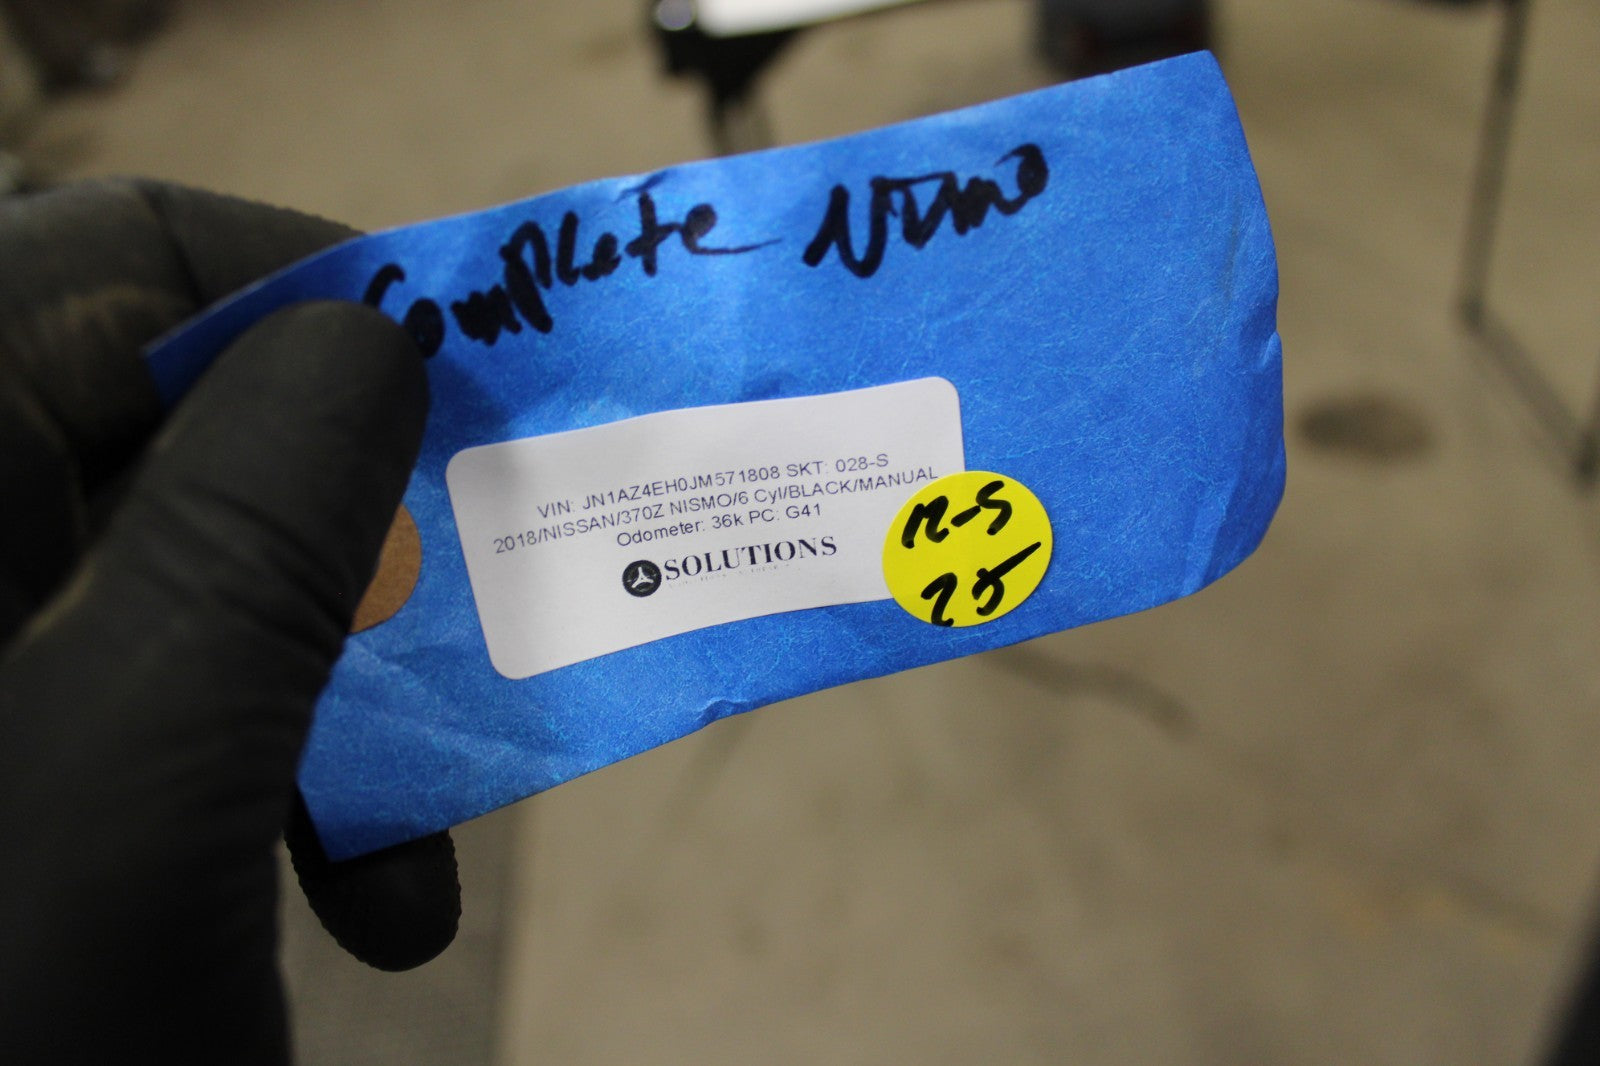 Complete Nismo
VIN: JN1AZ4EH0JM571808 SKT: 028-S
2018/NISSAN/370Z NISMO/6 Cyl/BLACK/MANUAL
Odometer: 36k PC: G41
SOLUTIONS
12-5
25